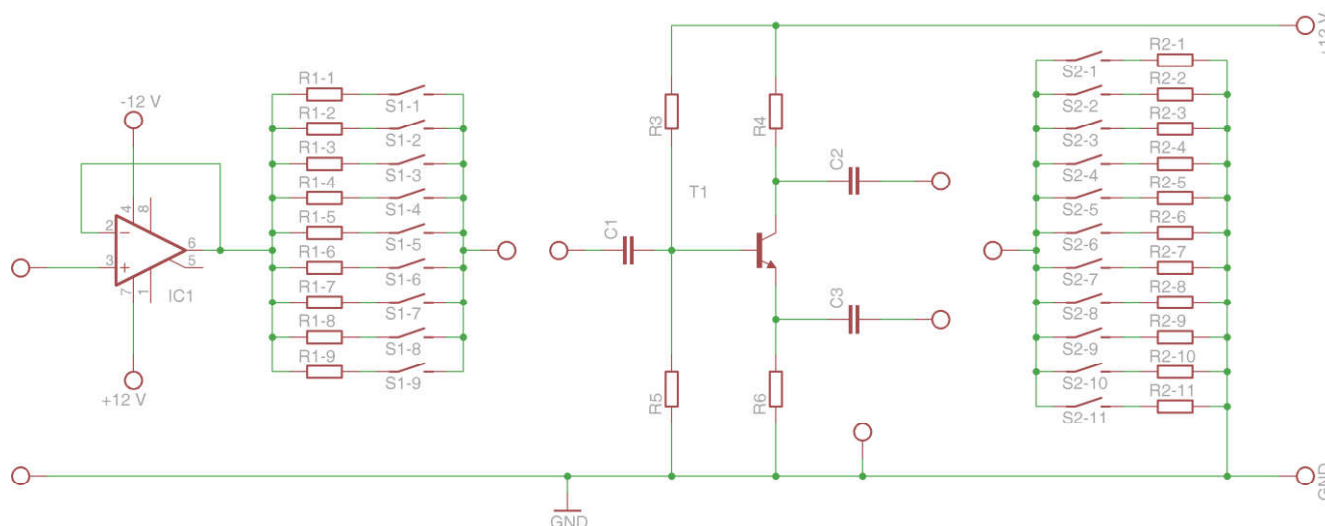 -12 V
4
8
2
3
6
5
7
1
IC1
+12 V
R1-1
S1-1
R1-2
S1-2
R1-3
S1-3
R1-4
S1-4
R1-5
S1-5
R1-6
S1-6
R1-7
S1-7
R1-8
S1-8
R1-9
S1-9
C1
R3
R4
R5
R6
T1
C2
C3
GND
S2-1
R2-1
S2-2
R2-2
S2-3
R2-3
S2-4
R2-4
S2-5
R2-5
S2-6
R2-6
S2-7
R2-7
S2-8
R2-8
S2-9
R2-9
S2-10
R2-10
S2-11
R2-11
+12 V
GND